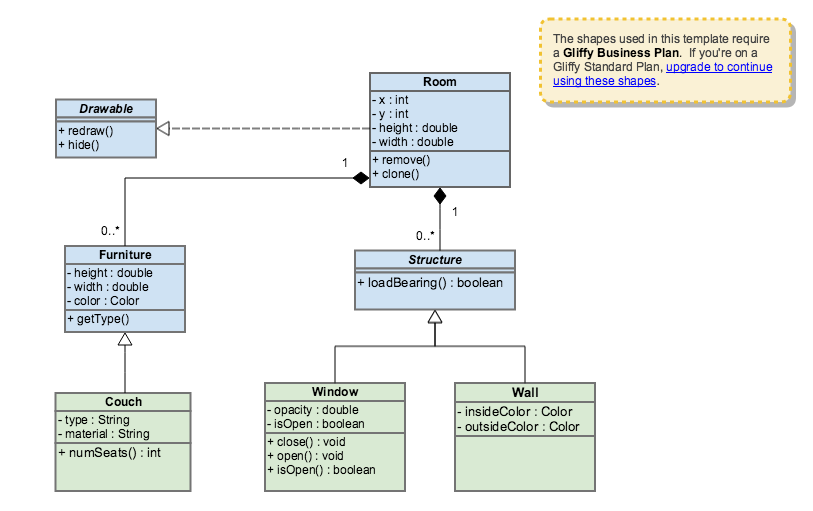 The shapes used in this template require
a Gliffy Business Plan. If you're on a
Gliffy Standard Plan, upgrade to continue
using these shapes.
Room
- x : int
- y : int
- height : double
- width : double
+ remove()
+ clone()
Drawable
+ redraw()
+ hide()
1
0..*
1
0..*
Furniture
- height : double
- width : double
- color : Color
+ getType()
Structure
+ loadBearing() : boolean
Couch
- type : String
- material : String
+ numSeats() : int
Window
- opacity : double
- isOpen : boolean
+ close() : void
+ open() : void
+ isOpen() : boolean
Wall
- insideColor : Color
- outsideColor : Color